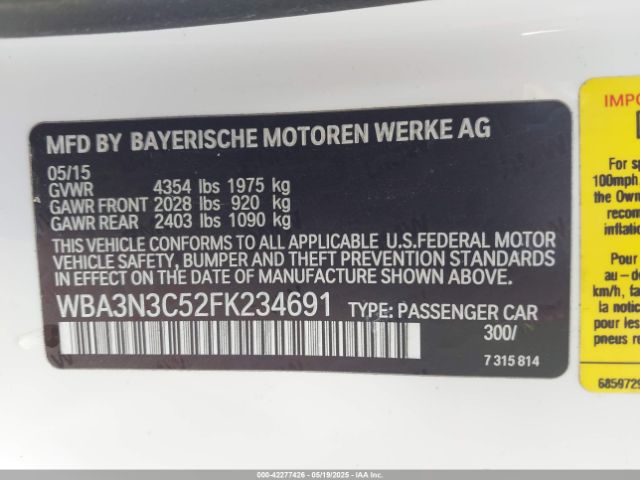 MFD BY BAYERISCHE MOTOREN WERKE AG
05/15
GVWR 4354 lbs 1975 kg
GAWR FRONT 2028 lbs 920 kg
GAWR REAR 2403 lbs 1090 kg
THIS VEHICLE CONFORMS TO ALL APPLICABLE U.S.FEDERAL MOTOR
VEHICLE SAFETY, BUMPER AND THEFT PREVENTION STANDARDS
IN EFFECT ON THE DATE OF MANUFACTURE SHOWN ABOVE.
WBA3N3C52FK234691 TYPE: PASSENGER CAR
300/
7 315 814
IMPO
For sp
100mph,
the Own
recom
inflation
Pour
au-de
km/h, fai
la notice
pour les
pneus re
6859729
000-42277426 - 05/19/2025 - IAAI, Inc.